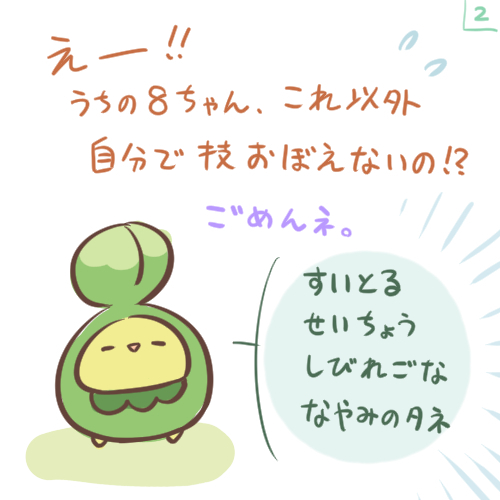 2
えー!!
うちの8ちゃん、これ以外
自分で技おぼえないの!?
ごめんネ。
すいとる
せいちょう
しびれごな
なやみのタネ